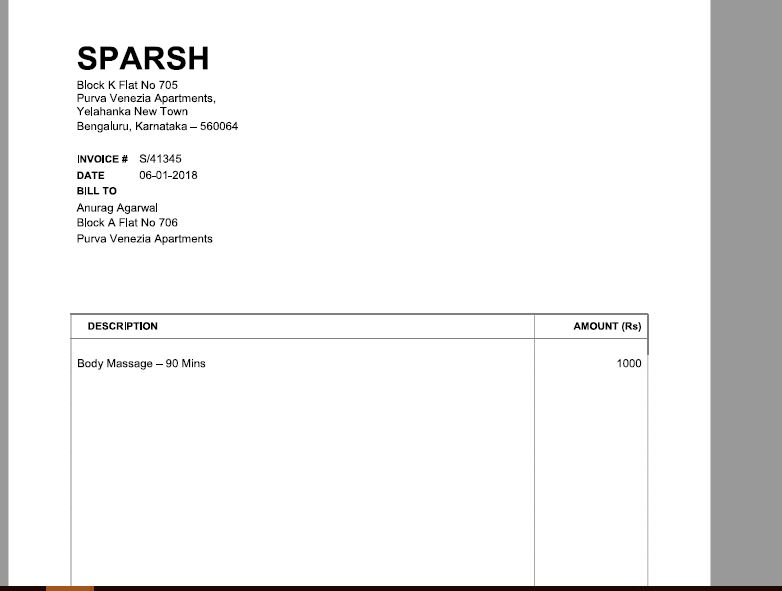 SPARSH
Block K Flat No 705
Purva Venezia Apartments,
Yelahanka New Town
Bengaluru, Karnataka – 560064
INVOICE # S/41345
DATE 06-01-2018
BILL TO
Anurag Agarwal
Block A Flat No 706
Purva Venezia Apartments
DESCRIPTION AMOUNT (Rs)
Body Massage – 90 Mins 1000